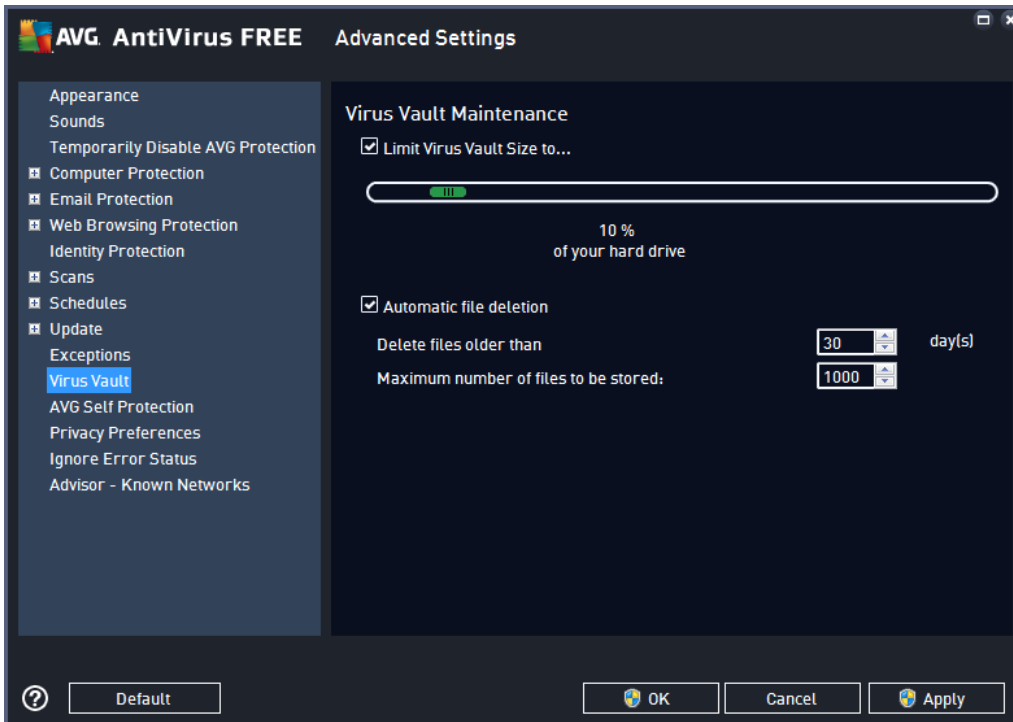 AVG. AntiVirus FREE Advanced Settings
Appearance
Sounds
Temporarily Disable AVG Protection
Computer Protection
Email Protection
Web Browsing Protection
Identity Protection
Scans
Schedules
Update
Exceptions
Virus Vault
AVG Self Protection
Privacy Preferences
Ignore Error Status
Advisor - Known Networks
Virus Vault Maintenance
Limit Virus Vault Size to...
10 %
of your hard drive
Automatic file deletion
Delete files older than 30 day(s)
Maximum number of files to be stored: 1000
? Default OK Cancel Apply